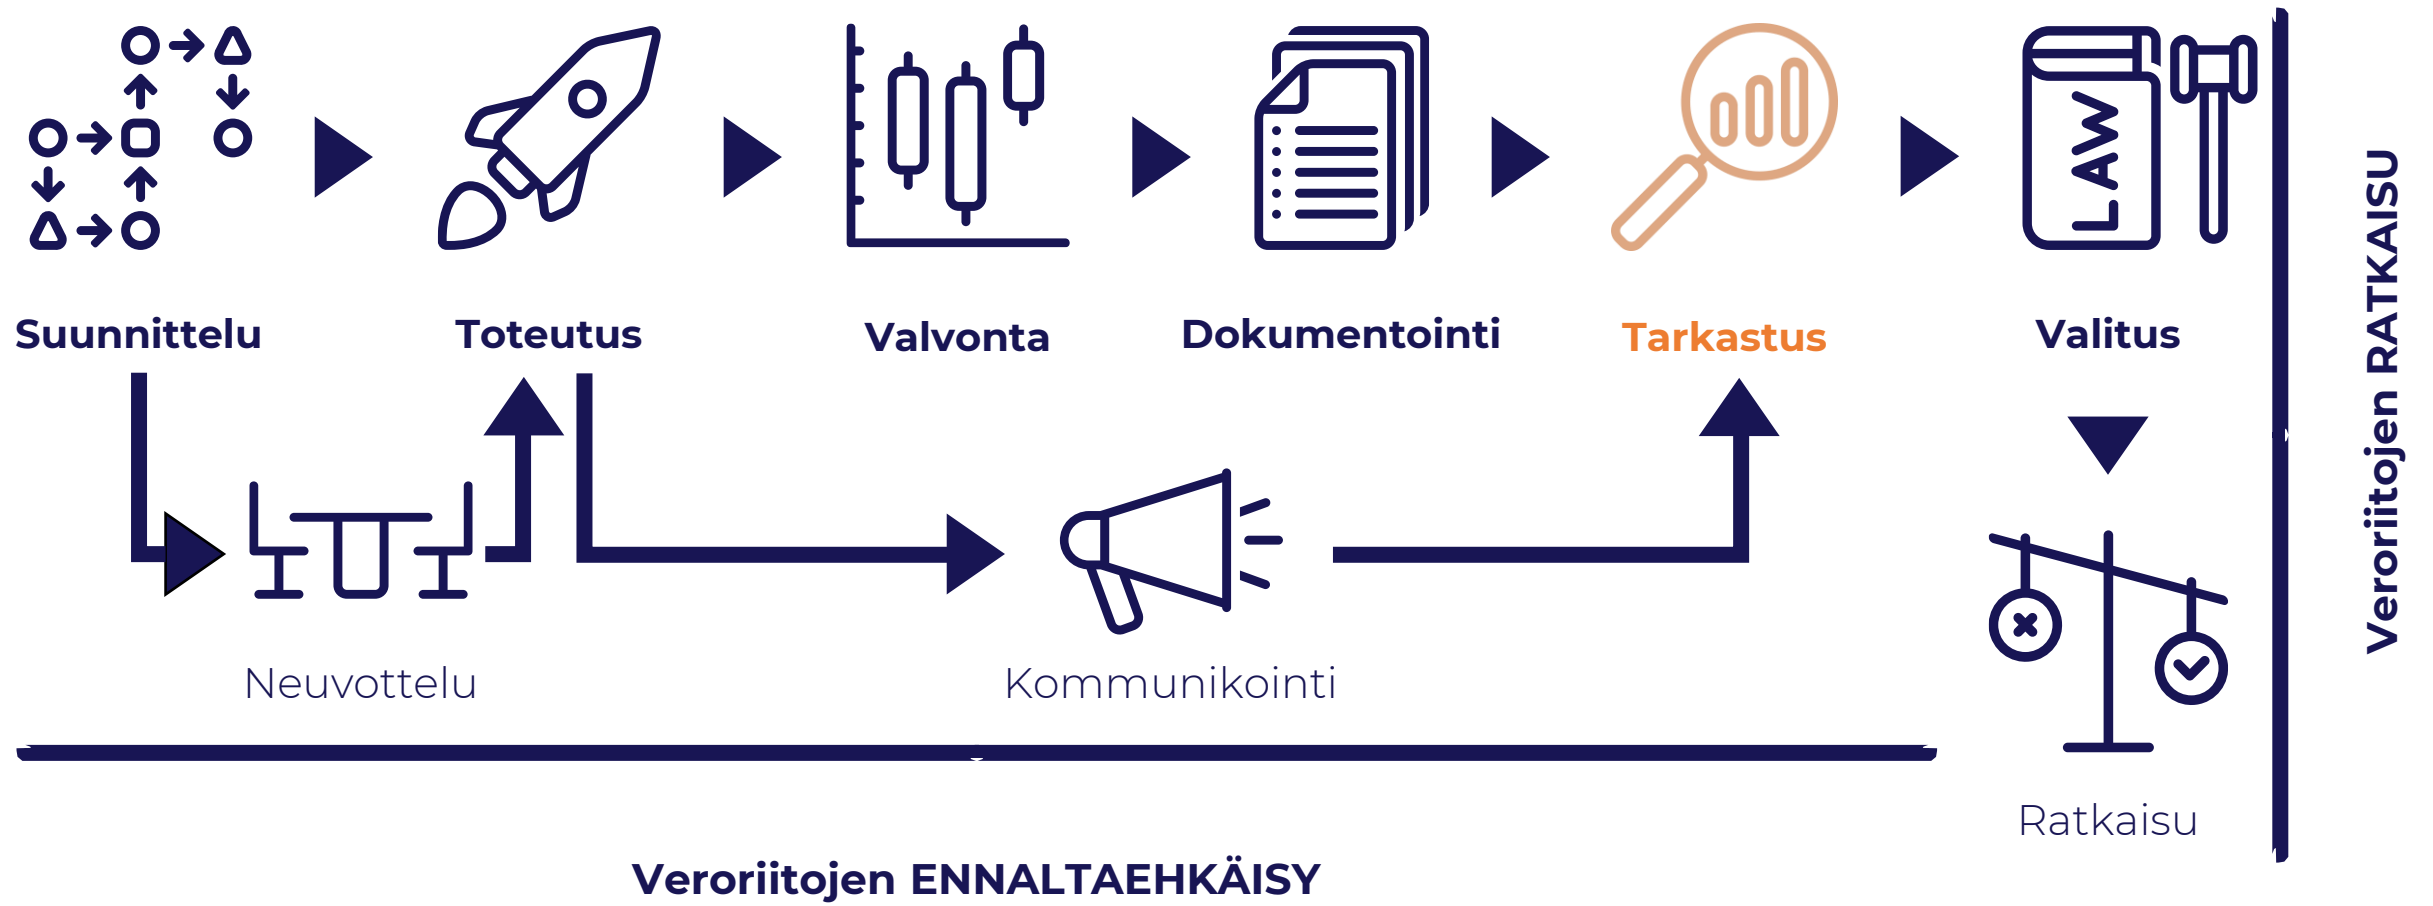 LAW
Suunnittelu
Toteutus
Valvonta
Dokumentointi
Tarkastus
Valitus
Neuvottelu
Kommunikointi
Ratkaisu
Veroriitojen ENNALTAEHKÄISY
Veroriitojen RATKAISU